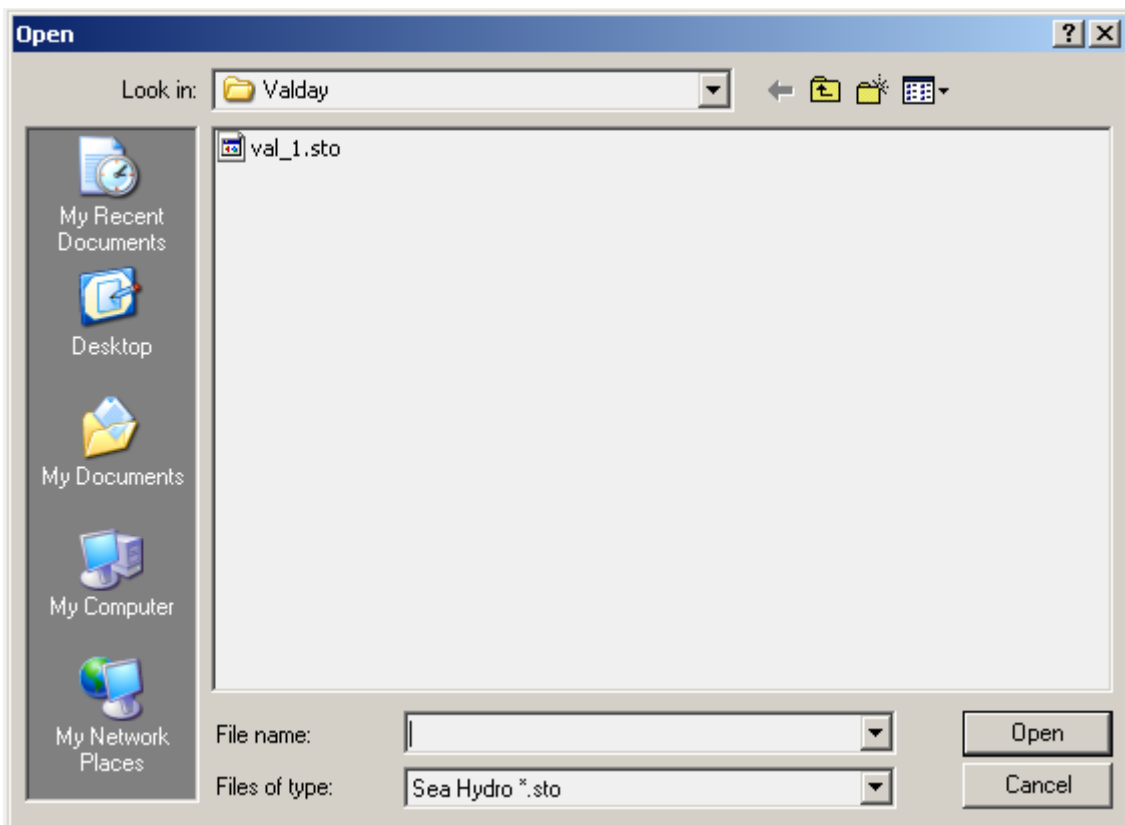 Open
Look in: Valday
val_1.sto
My Recent
Documents
Desktop
My Documents
My Computer
My Network
Places
File name:
Open
Files of type: Sea Hydro *.sto
Cancel